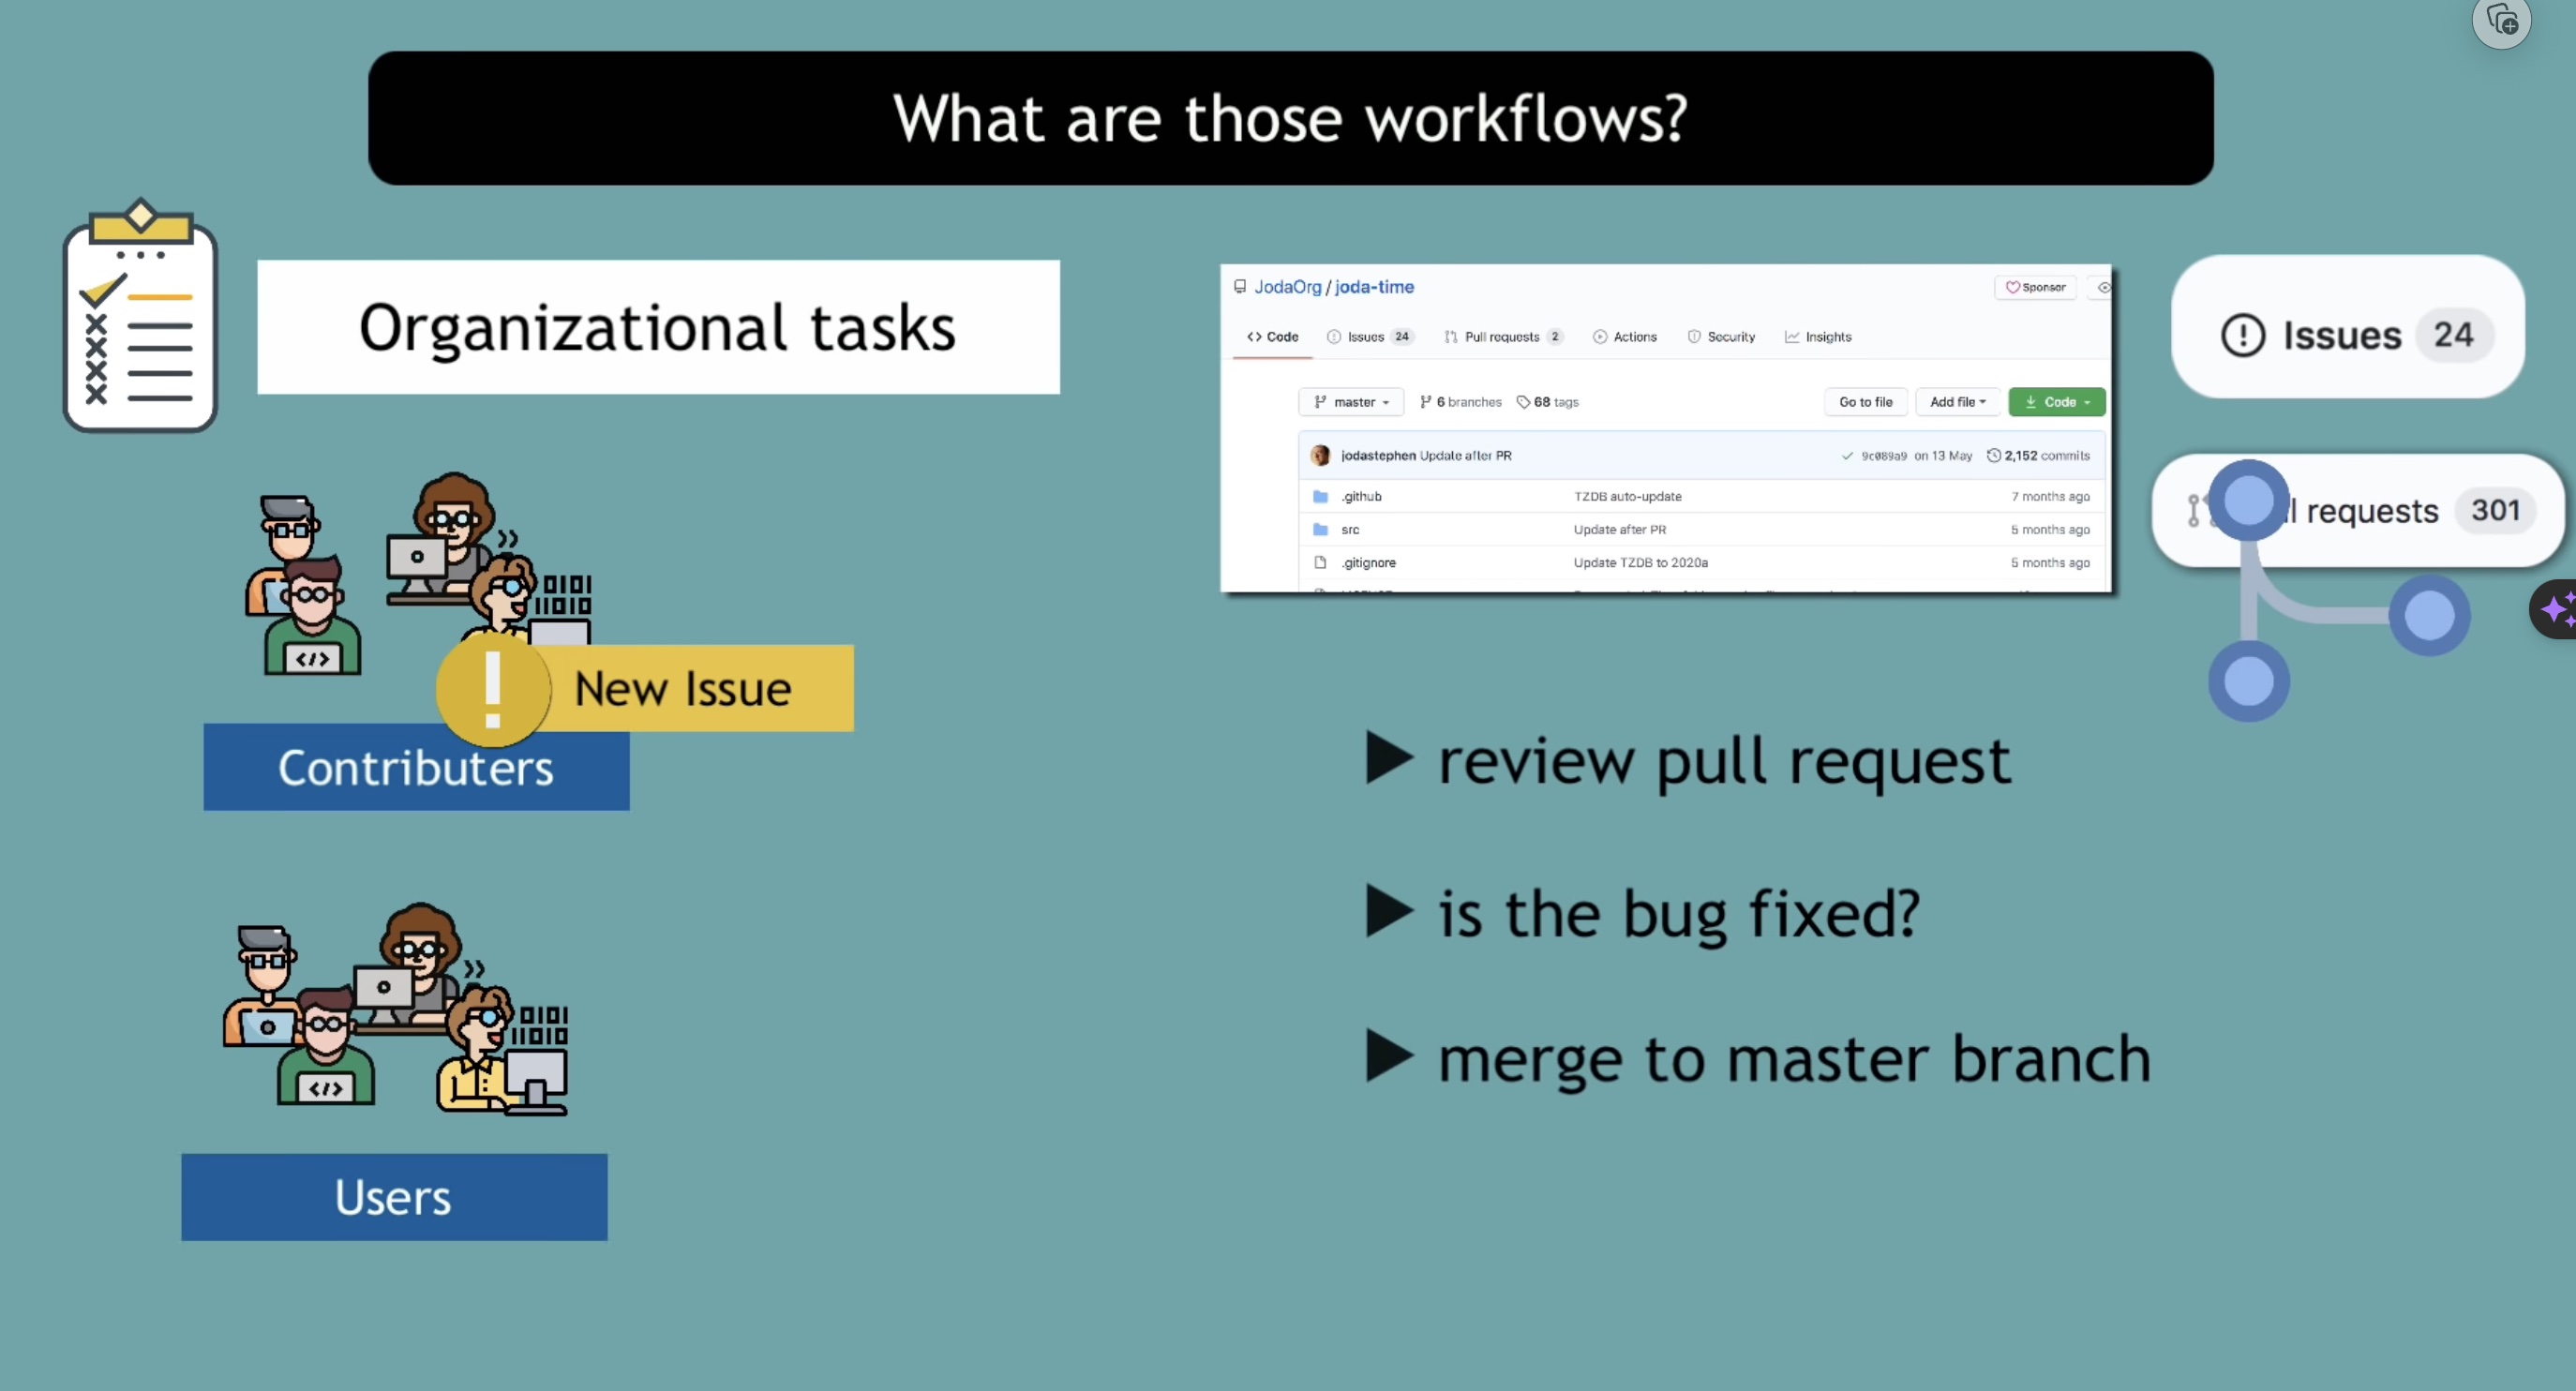 What are those workflows?
Organizational tasks
JodaOrg / joda-time
Sponsor
Code Issues 24 Pull requests 2 Actions Security Insights
master 6 branches 68 tags Go to file Add file Code
jodastephen Update after PR 9c089a9 on 13 May 2,152 commits
.github TZDB auto-update 7 months ago
src Update after PR 5 months ago
.gitignore Update TZDB to 2020a 5 months ago
Issues 24
requests 301
0101
11010
</>
New Issue
Contributers
review pull request
is the bug fixed?
merge to master branch
0101
11010
</>
Users